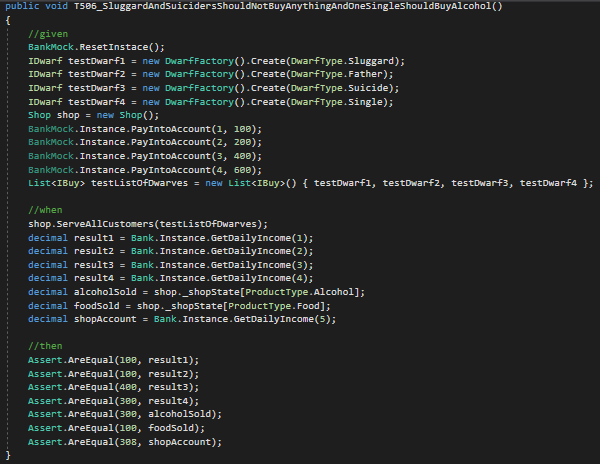 public void T506_SluggardAndSuicidersShouldNotBuyAnythingAndOneSingleShouldBuyAlcohol()
{
//given
BankMock.ResetInstace();
IDwarf testDwarf1 = new DwarfFactory().Create(DwarfType.Sluggard);
IDwarf testDwarf2 = new DwarfFactory().Create(DwarfType.Father);
IDwarf testDwarf3 = new DwarfFactory().Create(DwarfType.Suicide);
IDwarf testDwarf4 = new DwarfFactory().Create(DwarfType.Single);
Shop shop = new Shop();
BankMock.Instance.PayIntoAccount(1, 100);
BankMock.Instance.PayIntoAccount(2, 200);
BankMock.Instance.PayIntoAccount(3, 400);
BankMock.Instance.PayIntoAccount(4, 600);
List<IBuy> testListOfDwarves = new List<IBuy>() { testDwarf1, testDwarf2, testDwarf3, testDwarf4 };
//when
shop.ServeAllCustomers(testListOfDwarves);
decimal result1 = Bank.Instance.GetDailyIncome(1);
decimal result2 = Bank.Instance.GetDailyIncome(2);
decimal result3 = Bank.Instance.GetDailyIncome(3);
decimal result4 = Bank.Instance.GetDailyIncome(4);
decimal alcoholSold = shop._shopState[ProductType.Alcohol];
decimal foodSold = shop._shopState[ProductType.Food];
decimal shopAccount = Bank.Instance.GetDailyIncome(5);
//then
Assert.AreEqual(100, result1);
Assert.AreEqual(100, result2);
Assert.AreEqual(400, result3);
Assert.AreEqual(300, result4);
Assert.AreEqual(300, alcoholSold);
Assert.AreEqual(100, foodSold);
Assert.AreEqual(308, shopAccount);
}